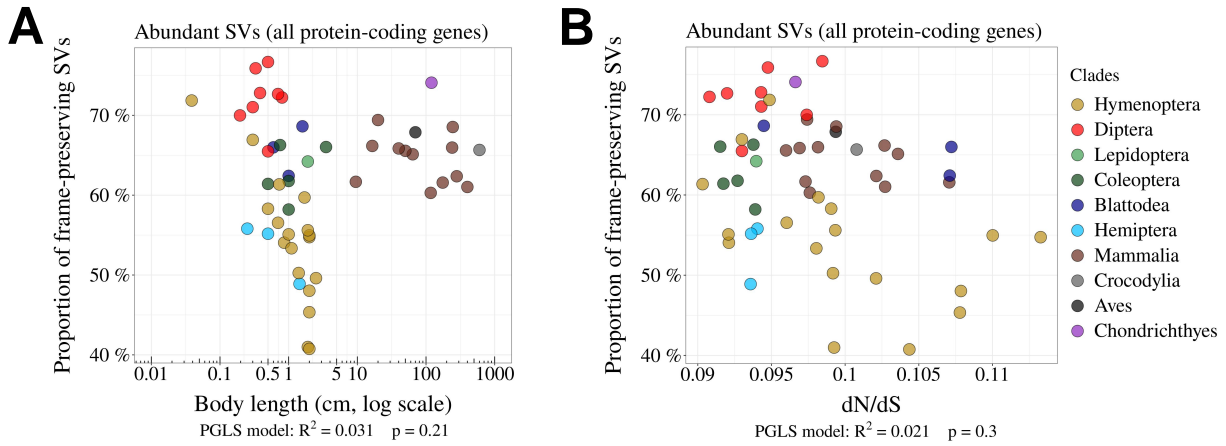 A
Abundant SVs (all protein-coding genes)
Proportion of frame-preserving SVs
70 %
60 %
50 %
40 %
0.01
0.1
0.5
1
5
10
100
1000
Body length (cm, log scale)
PGLS model: R² = 0.031 p = 0.21
B
Abundant SVs (all protein-coding genes)
Proportion of frame-preserving SVs
70 %
60 %
50 %
40 %
0.09
0.095
0.1
0.105
0.11
dN/dS
PGLS model: R² = 0.021 p = 0.3
Clades
Hymenoptera
Diptera
Lepidoptera
Coleoptera
Blattodea
Hemiptera
Mammalia
Crocodylia
Aves
Chondrichthyes